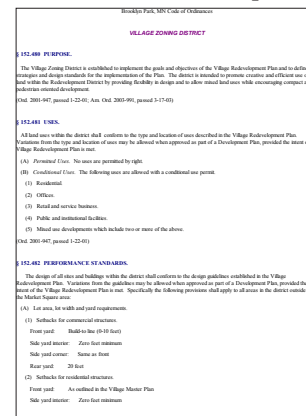 Brooklyn Park, MN Code of Ordinances
VILLAGE ZONING DISTRICT
§ 152.480 PURPOSE.
The Village Zoning District is established to implement the goals and objectives of the Village Redevelopment Plan and to define
strategies and design standards for the implementation of the Plan. The district is intended to promote creative and efficient use of
land within the Redevelopment District by providing flexibility in design and to allow mixed land uses while encouraging compact and
pedestrian oriented development.
(Ord. 2001-947, passed 1-22-01; Am. Ord. 2003-991, passed 3-17-03)
§ 152.481 USES.
All land uses within the district shall conform to the type and location of uses described in the Village Redevelopment Plan.
Variations from the type and location of uses may be allowed when approved as part of a Development Plan, provided the intent of
Village Redevelopment Plan is met.
(A) Permitted Uses. No uses are permitted by right.
(B) Conditional Uses. The following uses are allowed with a conditional use permit.
(1) Residential.
(2) Offices.
(3) Retail and service business.
(4) Public and institutional facilities.
(5) Mixed use developments which include two or more of the above.
(Ord. 2001-947, passed 1-22-01)
§ 152.482 PERFORMANCE STANDARDS.
The design of all sites and buildings within the district shall conform to the design guidelines established in the Village
Redevelopment Plan. Variations from the guidelines may be allowed when approved as part of a Development Plan, provided the
intent of the Village Redevelopment Plan is met. Specifically the following provisions shall apply to all areas in the district outside
the Market Square area:
(A) Lot area, lot width and yard requirements.
(1) Setbacks for commercial structures.
Front yard: Build-to line (0-10 feet)
Side yard interior: Zero feet minimum
Side yard corner: Same as front
Rear yard: 20 feet
(2) Setbacks for residential structures.
Front yard: As outlined in the Village Master Plan
Side yard interior: Zero feet minimum